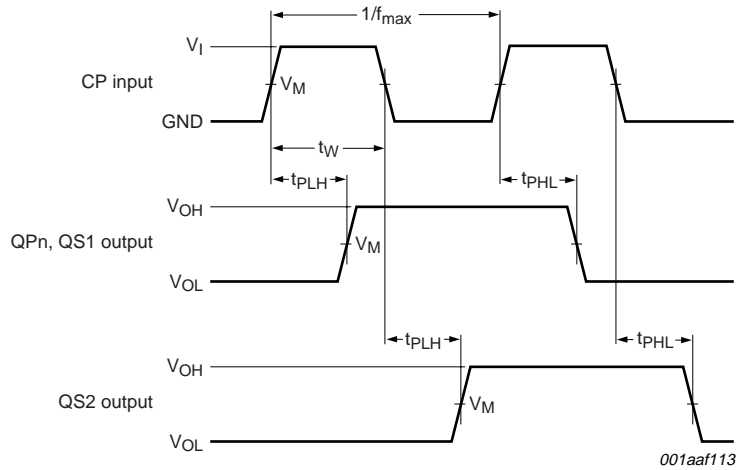 1/fmax
VI
CP input
VM
GND
tW
tPLH
tPHL
VOH
QPn, QS1 output
VM
VOL
tPLH
tPHL
VOH
QS2 output
VM
VOL
001aaf113